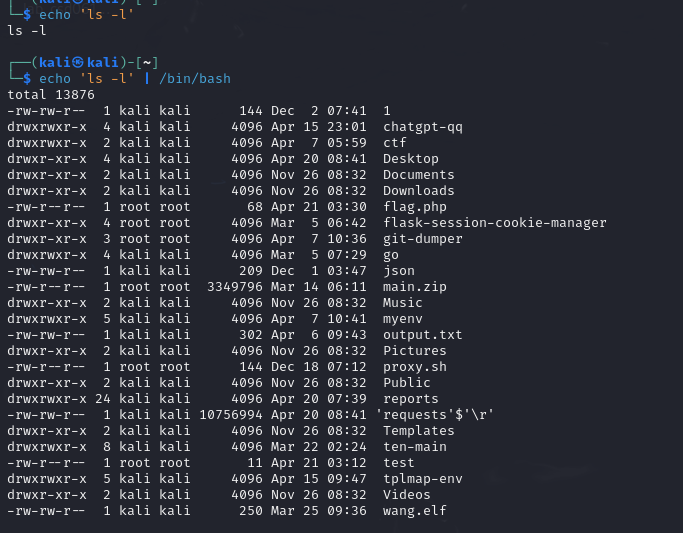 ┌──(kali㉿kali)-[~]
└─$ echo 'ls -l'
ls -l
┌──(kali㉿kali)-[~]
└─$ echo 'ls -l' | /bin/bash
total 13876
-rw-rw-r--  1 kali kali      144 Dec  2 07:41  1
drwxrwxr-x  4 kali kali     4096 Apr 15 23:01  chatgpt-qq
drwxr-xr-x  2 kali kali     4096 Apr  7 05:59  ctf
drwxr-xr-x  4 kali kali     4096 Apr 20 08:41  Desktop
drwxr-xr-x  2 kali kali     4096 Nov 26 08:32  Documents
drwxr-xr-x  2 kali kali     4096 Nov 26 08:32  Downloads
-rw-r--r--  1 root root       68 Apr 21 03:30  flag.php
drwxr-xr-x  4 root root     4096 Mar  5 06:42  flask-session-cookie-manager
drwxr-xr-x  3 root root     4096 Apr  7 10:36  git-dumper
drwxrwxr-x  4 kali kali     4096 Mar  5 07:29  go
-rw-rw-r--  1 kali kali      209 Dec  1 03:47  json
-rw-r--r--  1 root root  3349796 Mar 14 06:11  main.zip
drwxr-xr-x  2 kali kali     4096 Nov 26 08:32  Music
drwxrwxr-x  5 kali kali     4096 Apr  7 10:41  myenv
-rw-rw-r--  1 kali kali      302 Apr  6 09:43  output.txt
drwxr-xr-x  2 kali kali     4096 Nov 26 08:32  Pictures
-rw-r--r--  1 root root      144 Dec 18 07:12  proxy.sh
drwxr-xr-x  2 kali kali     4096 Nov 26 08:32  Public
drwxrwxr-x 24 kali kali     4096 Apr 20 07:39  reports
-rw-rw-r--  1 kali kali 10756994 Apr 20 08:41 'requests'$'\r'
drwxr-xr-x  2 kali kali     4096 Nov 26 08:32  Templates
drwxrwxr-x  8 kali kali     4096 Mar 22 02:24  ten-main
-rw-r--r--  1 root root       11 Apr 21 03:12  test
drwxrwxr-x  5 kali kali     4096 Apr 15 09:47  tplmap-env
drwxr-xr-x  2 kali kali     4096 Nov 26 08:32  Videos
-rw-rw-r--  1 kali kali      250 Mar 25 09:36  wang.elf